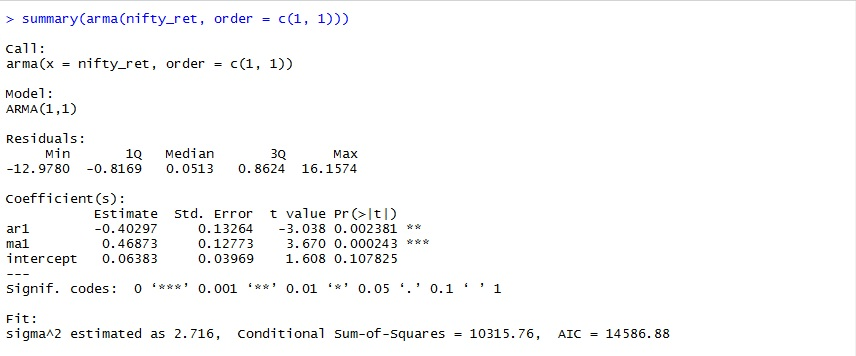 > summary(arma(nifty_ret, order = c(1, 1)))
Call:
arma(x = nifty_ret, order = c(1, 1))
Model:
ARMA(1,1)
Residuals:
Min 1Q Median 3Q Max
-12.9780 -0.8169 0.0513 0.8624 16.1574
Coefficient(s):
Estimate Std. Error t value Pr(>|t|)
ar1 -0.40297 0.13264 -3.038 0.002381 **
ma1 0.46873 0.12773 3.670 0.000243 ***
intercept 0.06383 0.03969 1.608 0.107825
---
Signif. codes: 0 ‘***’ 0.001 ‘**’ 0.01 ‘*’ 0.05 ‘.’ 0.1 ‘ ’ 1
Fit:
sigma^2 estimated as 2.716, Conditional Sum-of-Squares = 10315.76, AIC = 14586.88